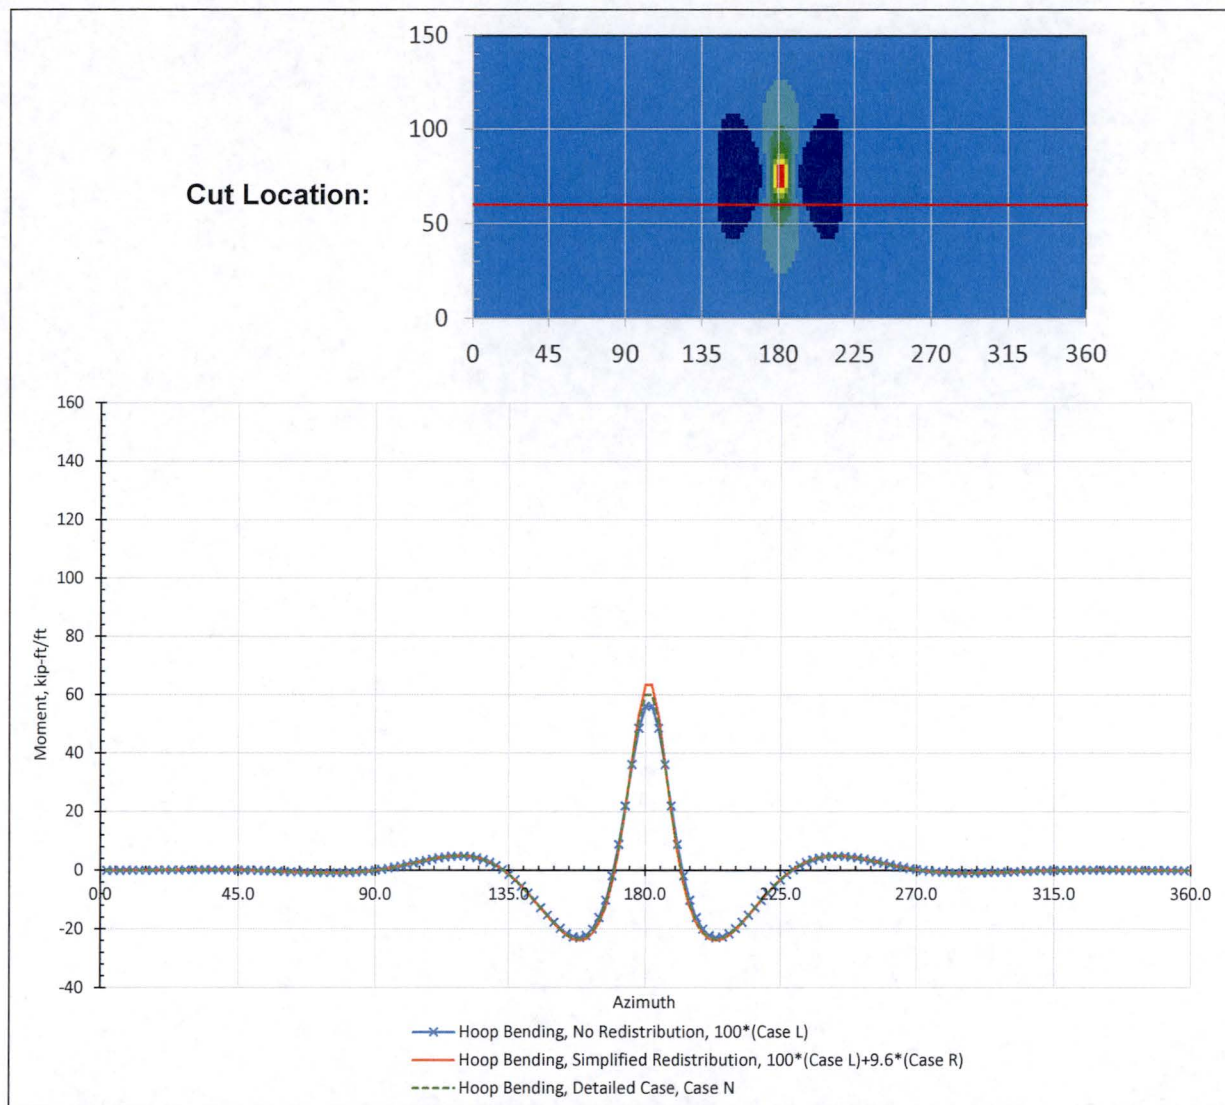 150
100
Cut Location:
50
0
0 45 90 135 180 225 270 315 360
160
140
120
100
80
60
40
20
0
-20
-40
Moment, kip-ft/ft
0.0 45.0 90.0 135.0 180.0 225.0 270.0 315.0 360.0
Azimuth
Hoop Bending, No Redistribution, 100*(Case L)
Hoop Bending, Simplified Redistribution, 100*(Case L)+9.6*(Case R)
Hoop Bending, Detailed Case, Case N